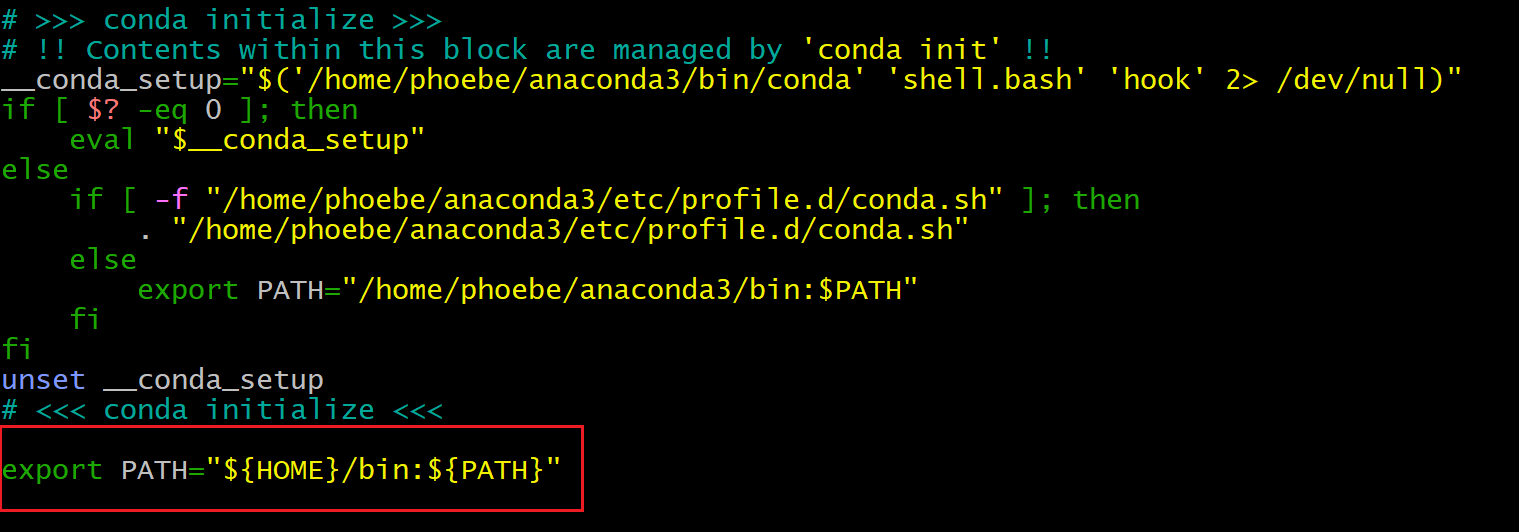 # >>> conda initialize >>>
# !! Contents within this block are managed by 'conda init' !!
__conda_setup="$('/home/phoebe/anaconda3/bin/conda' 'shell.bash' 'hook' 2> /dev/null)"
if [ $? -eq 0 ]; then
    eval "$__conda_setup"
else
    if [ -f "/home/phoebe/anaconda3/etc/profile.d/conda.sh" ]; then
        . "/home/phoebe/anaconda3/etc/profile.d/conda.sh"
    else
        export PATH="/home/phoebe/anaconda3/bin:$PATH"
    fi
fi
unset __conda_setup
# <<< conda initialize <<<
export PATH="${HOME}/bin:${PATH}"